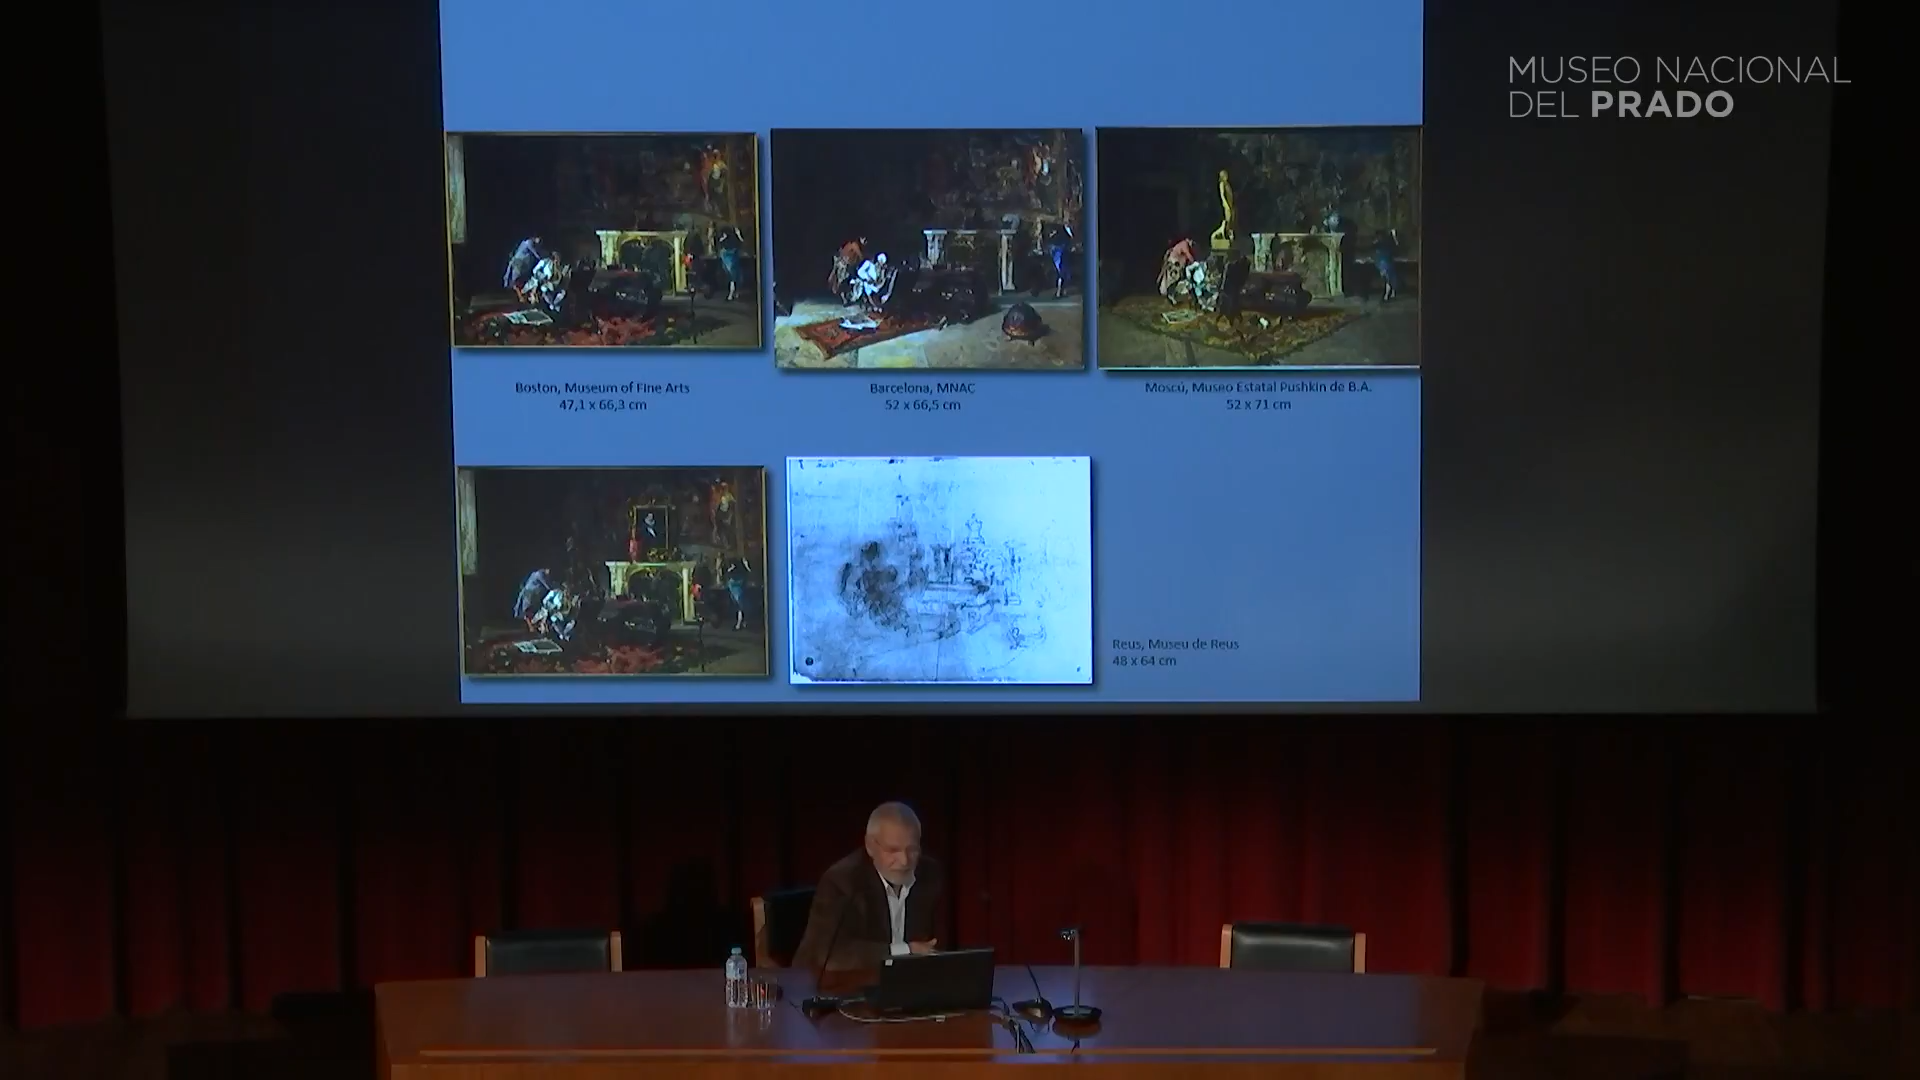 MUSEO NACIONAL
DEL PRADO
Boston, Museum of Fine Arts
47,1 x 66,3 cm
Barcelona, MNAC
52 x 66,5 cm
Moscú, Museo Estatal Pushkin de B.A.
52 x 71 cm
Reus, Museu de Reus
48 x 64 cm